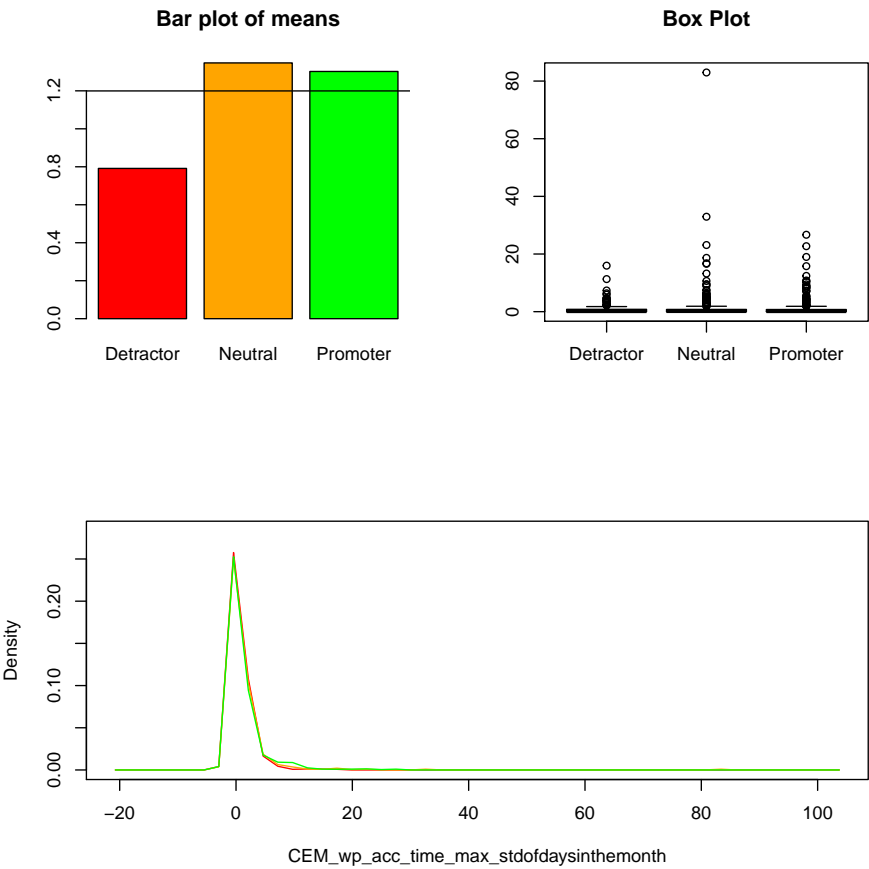 Bar plot of means
1.2
0.8
0.4
0.0
Detractor Neutral Promoter
Box Plot
80
60
40
20
0
Detractor Neutral Promoter
Density
0.20
0.10
0.00
−20 0 20 40 60 80 100
CEM_wp_acc_time_max_stdofdaysinthemonth